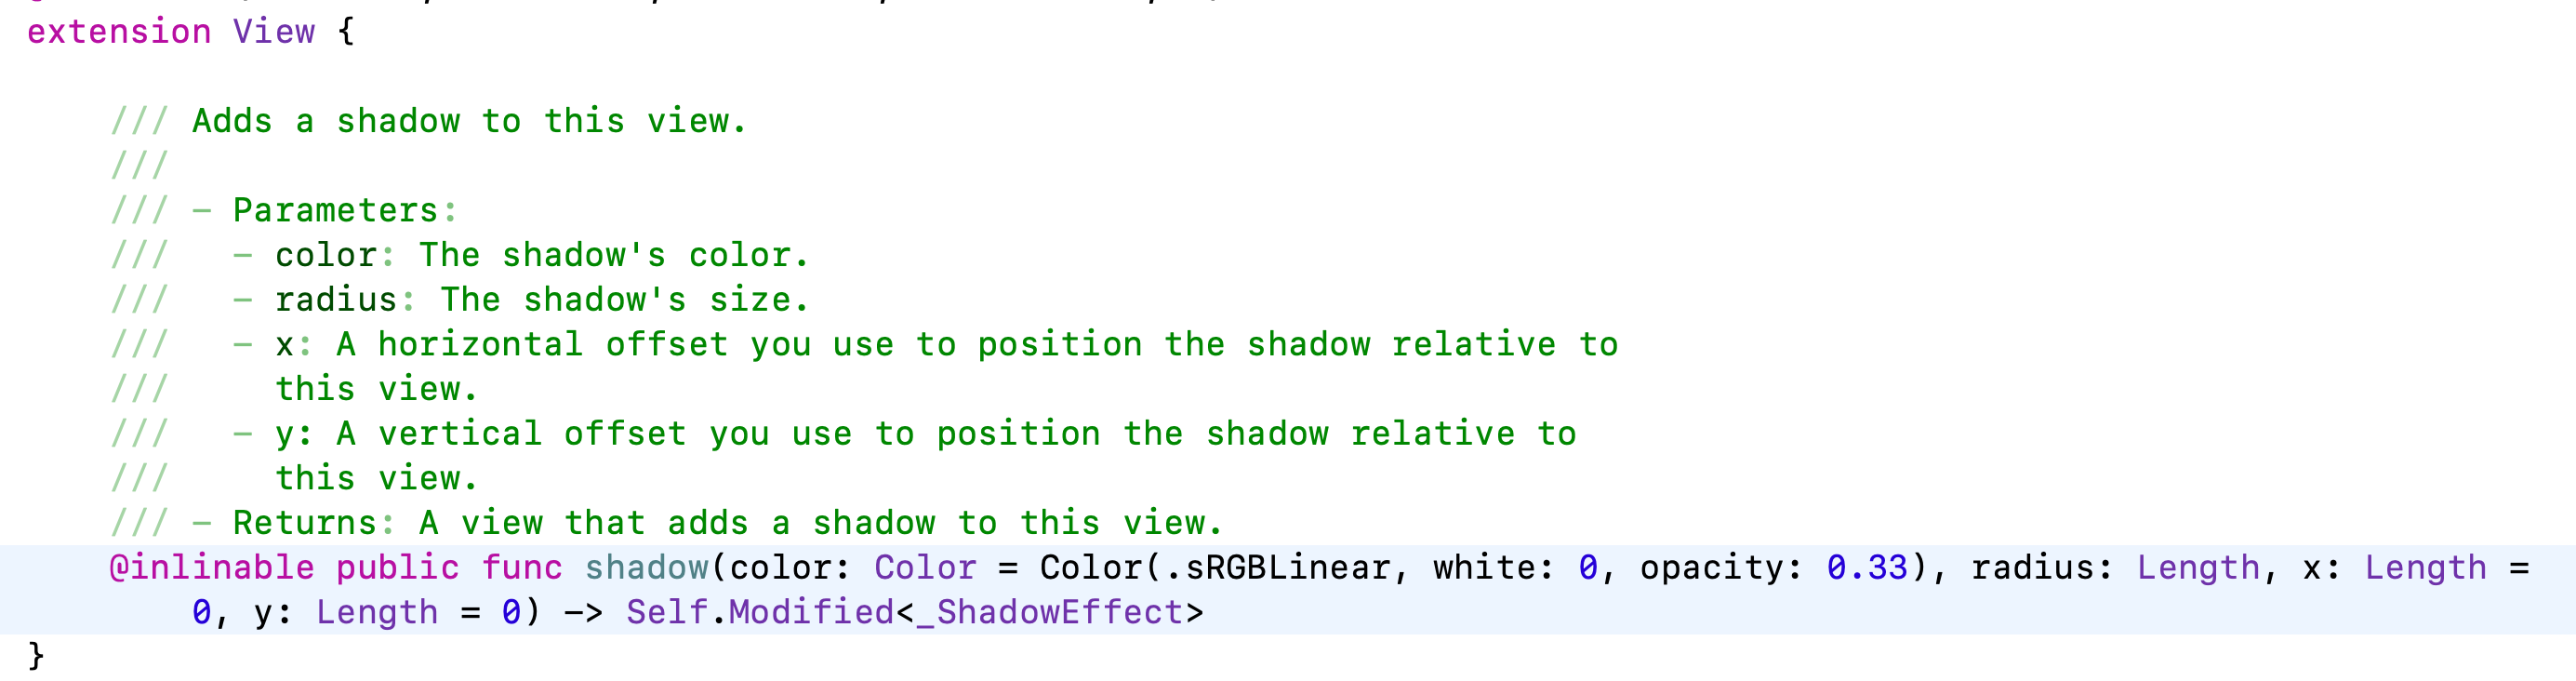 extension View {
/// Adds a shadow to this view.
///
/// - Parameters:
///   - color: The shadow's color.
///   - radius: The shadow's size.
///   - x: A horizontal offset you use to position the shadow relative to
///     this view.
///   - y: A vertical offset you use to position the shadow relative to
///     this view.
/// - Returns: A view that adds a shadow to this view.
@inlinable public func shadow(color: Color = Color(.sRGBLinear, white: 0, opacity: 0.33), radius: Length, x: Length =
0, y: Length = 0) -> Self.Modified<_ShadowEffect>
}